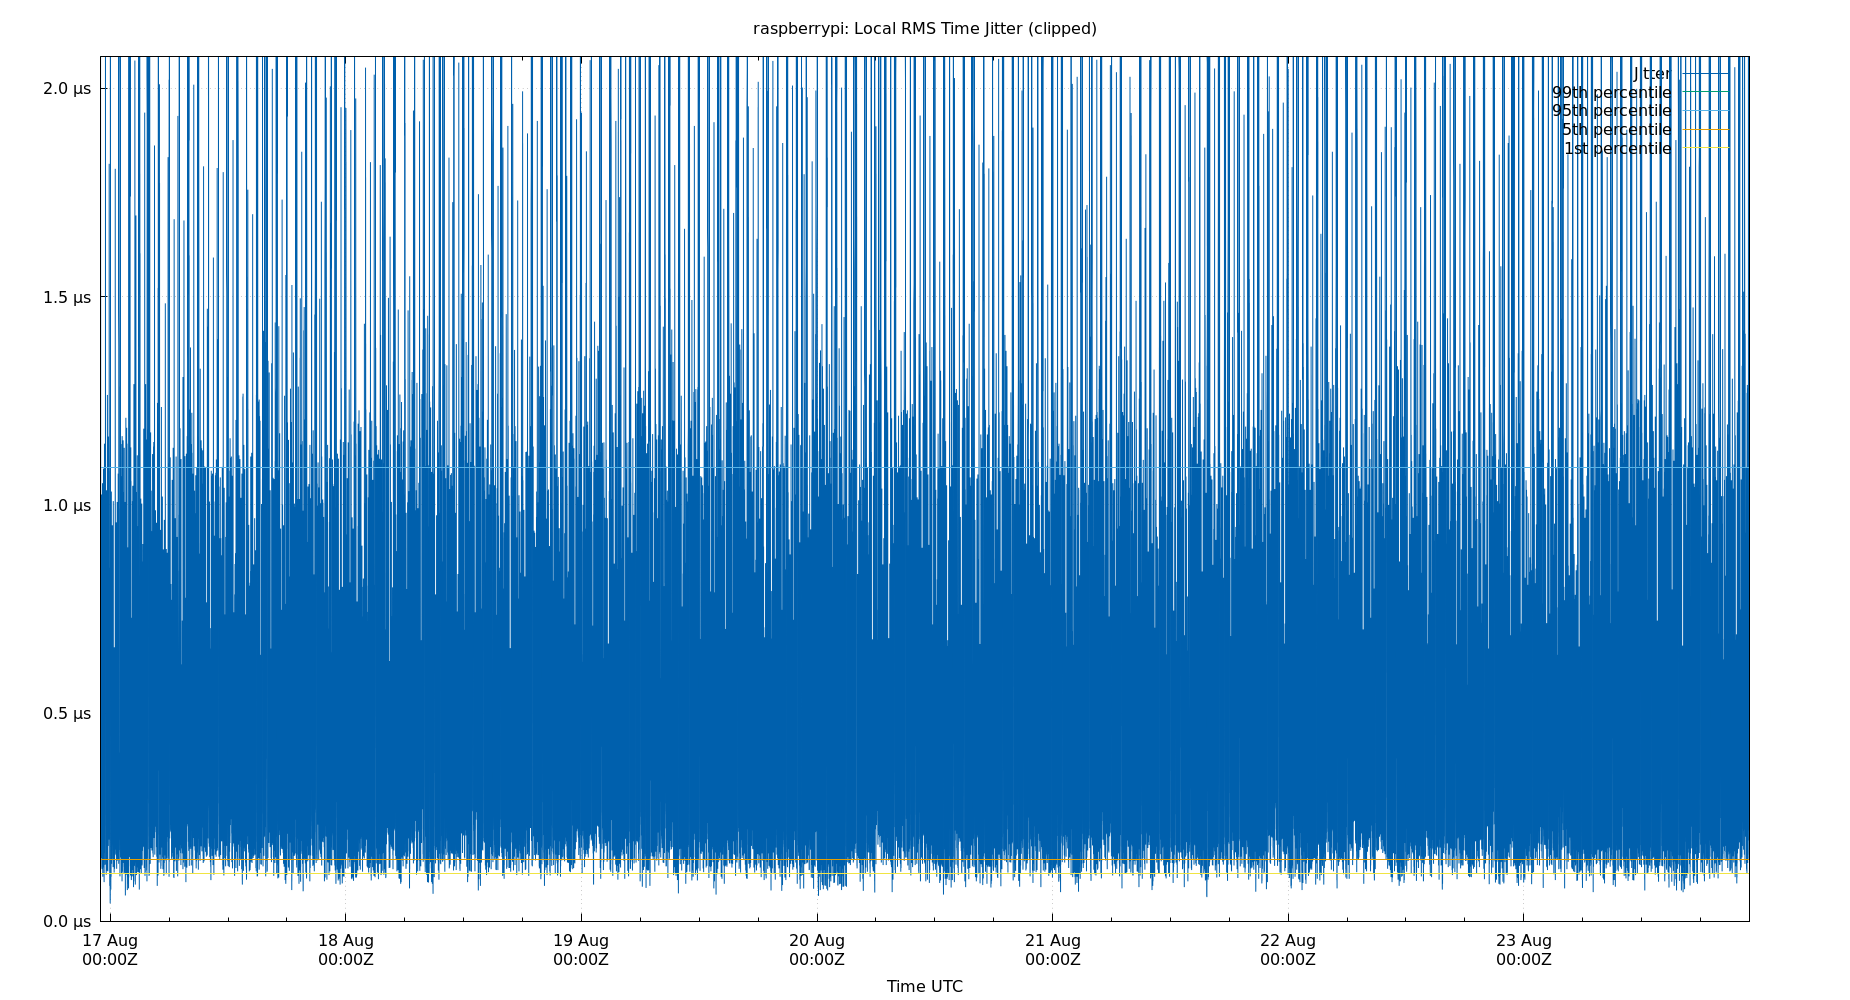 raspberrypi: Local RMS Time Jitter (clipped)
2.0 µs
1.5 µs
1.0 µs
0.5 µs
0.0 µs
Jitter
99th percentile
95th percentile
5th percentile
1st percentile
17 Aug 18 Aug 19 Aug 20 Aug 21 Aug 22 Aug 23 Aug
00:00Z 00:00Z 00:00Z 00:00Z 00:00Z 00:00Z 00:00Z
Time UTC